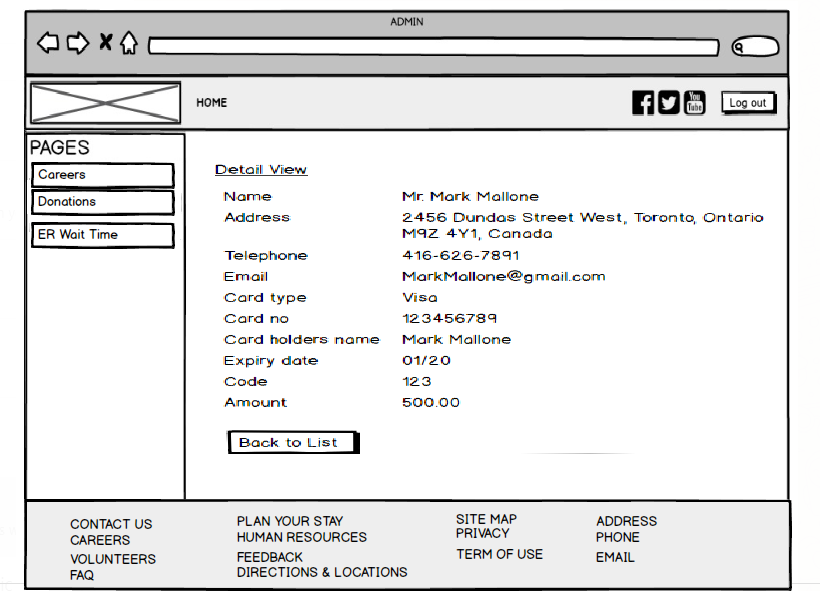 ADMIN
HOME
You
Tube
Log out
PAGES
Careers
Donations
ER Wait Time
Detail View
Name Mr. Mark Mallone
Address 2456 Dundas Street West, Toronto, Ontario
M9Z 4Y1, Canada
Telephone 416-626-7891
Email MarkMallone@gmail.com
Card type Visa
Card no 123456789
Card holders name Mark Mallone
Expiry date 01/20
Code 123
Amount 500.00
Back to List
CONTACT US
CAREERS
VOLUNTEERS
FAQ
PLAN YOUR STAY
HUMAN RESOURCES
FEEDBACK
DIRECTIONS & LOCATIONS
SITE MAP
PRIVACY
TERM OF USE
ADDRESS
PHONE
EMAIL